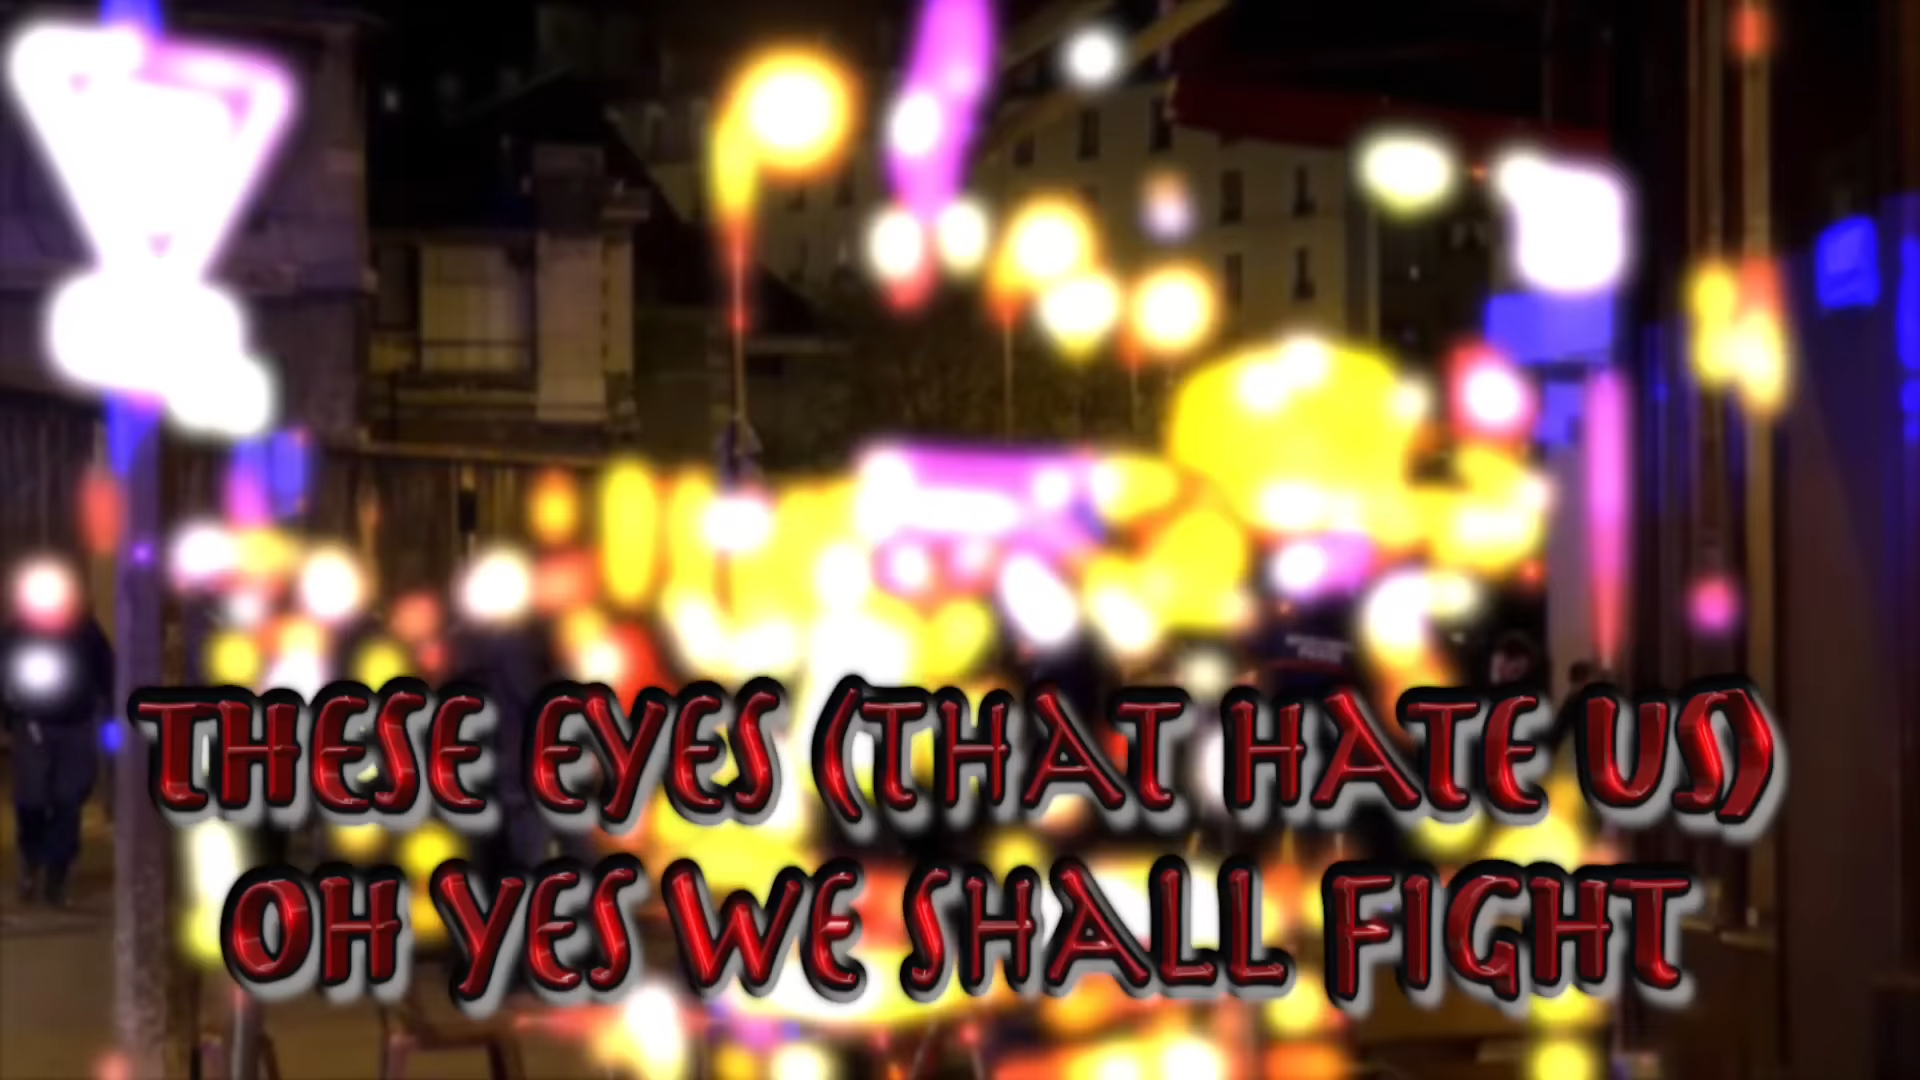 THESE EYES (THAT HATE US)
OH YES WE SHALL FIGHT